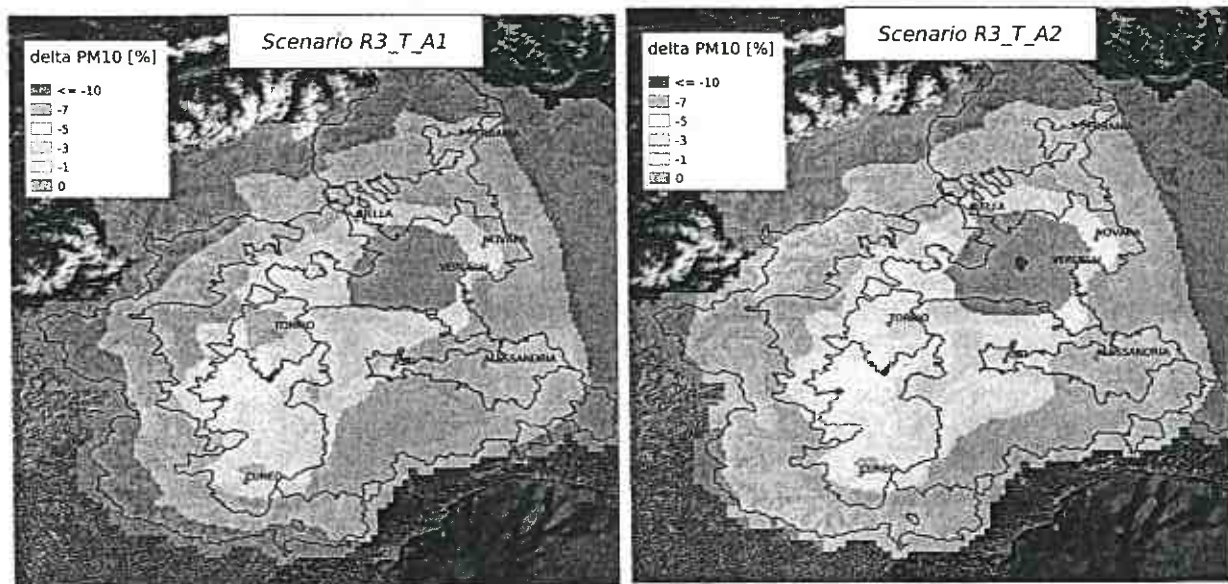 Scenario R3_T_A1
delta PM10 [%]
<= -10
-7
-5
-3
-1
0
BIELLA
NOVARA
VERCELLI
TORINO
ALESSANDRIA
CUNEO
Scenario R3_T_A2
delta PM10 [%]
<= -10
-7
-5
-3
-1
0
VERBANIA
BIELLA
NOVARA
VERCELLI
TORINO
ALESSANDRIA
CUNEO